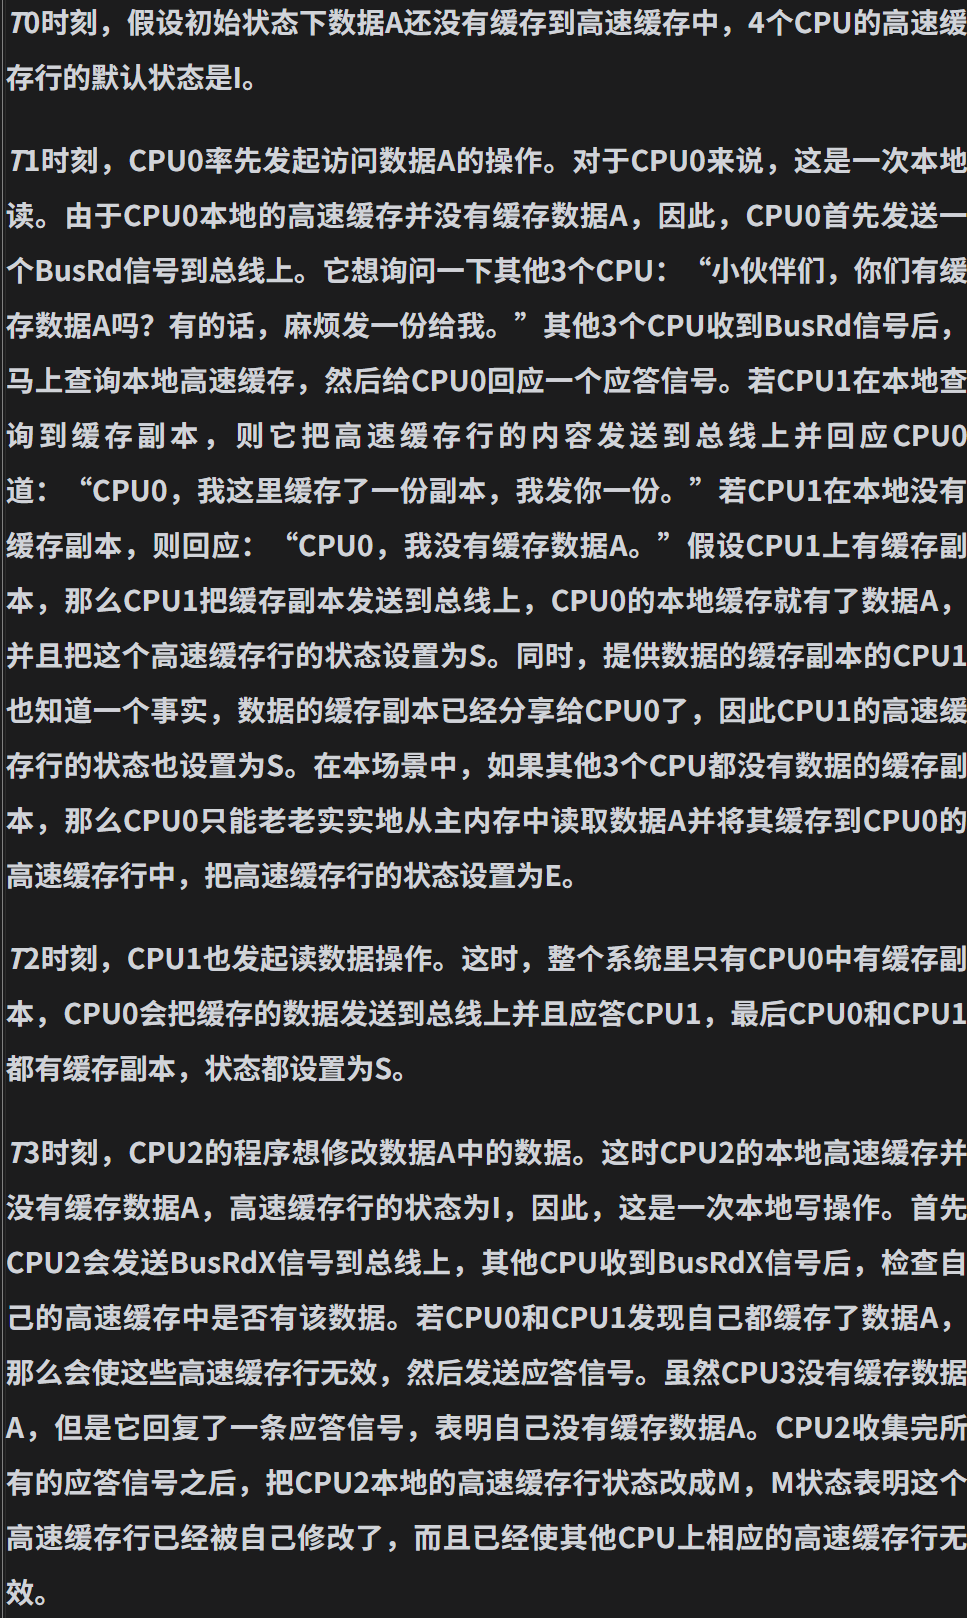 T0时刻，假设初始状态下数据A还没有缓存到高速缓存中，4个CPU的高速缓
存行的默认状态是I。
T1时刻，CPU0率先发起访问数据A的操作。对于CPU0来说，这是一次本地
读。由于CPU0本地的高速缓存并没有缓存数据A，因此，CPU0首先发送一
个BusRd信号到总线上。它想询问一下其他3个CPU：“小伙伴们，你们有缓
存数据A吗？有的话，麻烦发一份给我。”其他3个CPU收到BusRd信号后，
马上查询本地高速缓存，然后给CPU0回应一个应答信号。若CPU1在本地查
询到缓存副本，则它把高速缓存行的内容发送到总线上并回应CPU0
道：“CPU0，我这里缓存了一份副本，我发你一份。”若CPU1在本地没有
缓存副本，则回应：“CPU0，我没有缓存数据A。”假设CPU1上有缓存副
本，那么CPU1把缓存副本发送到总线上，CPU0的本地缓存就有了数据A，
并且把这个高速缓存行的状态设置为S。同时，提供数据的缓存副本的CPU1
也知道一个事实，数据的缓存副本已经分享给CPU0了，因此CPU1的高速缓
存行的状态也设置为S。在本场景中，如果其他3个CPU都没有数据的缓存副
本，那么CPU0只能老老实实地从主内存中读取数据A并将其缓存到CPU0的
高速缓存行中，把高速缓存行的状态设置为E。
T2时刻，CPU1也发起读数据操作。这时，整个系统里只有CPU0中有缓存副
本，CPU0会把缓存的数据发送到总线上并且应答CPU1，最后CPU0和CPU1
都有缓存副本，状态都设置为S。
T3时刻，CPU2的程序想修改数据A中的数据。这时CPU2的本地高速缓存并
没有缓存数据A，高速缓存行的状态为I，因此，这是一次本地写操作。首先
CPU2会发送BusRdX信号到总线上，其他CPU收到BusRdX信号后，检查自
己的高速缓存中是否有该数据。若CPU0和CPU1发现自己都缓存了数据A，
那么会使这些高速缓存行无效，然后发送应答信号。虽然CPU3没有缓存数据
A，但是它回复了一条应答信号，表明自己没有缓存数据A。CPU2收集完所
有的应答信号之后，把CPU2本地的高速缓存行状态改成M，M状态表明这个
高速缓存行已经被自己修改了，而且已经使其他CPU上相应的高速缓存行无
效。